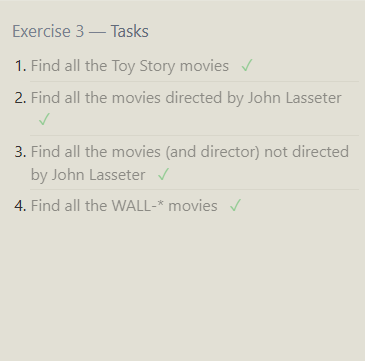 Exercise 3 — Tasks
1. Find all the Toy Story movies ✓
2. Find all the movies directed by John Lasseter
✓
3. Find all the movies (and director) not directed
by John Lasseter ✓
4. Find all the WALL-* movies ✓